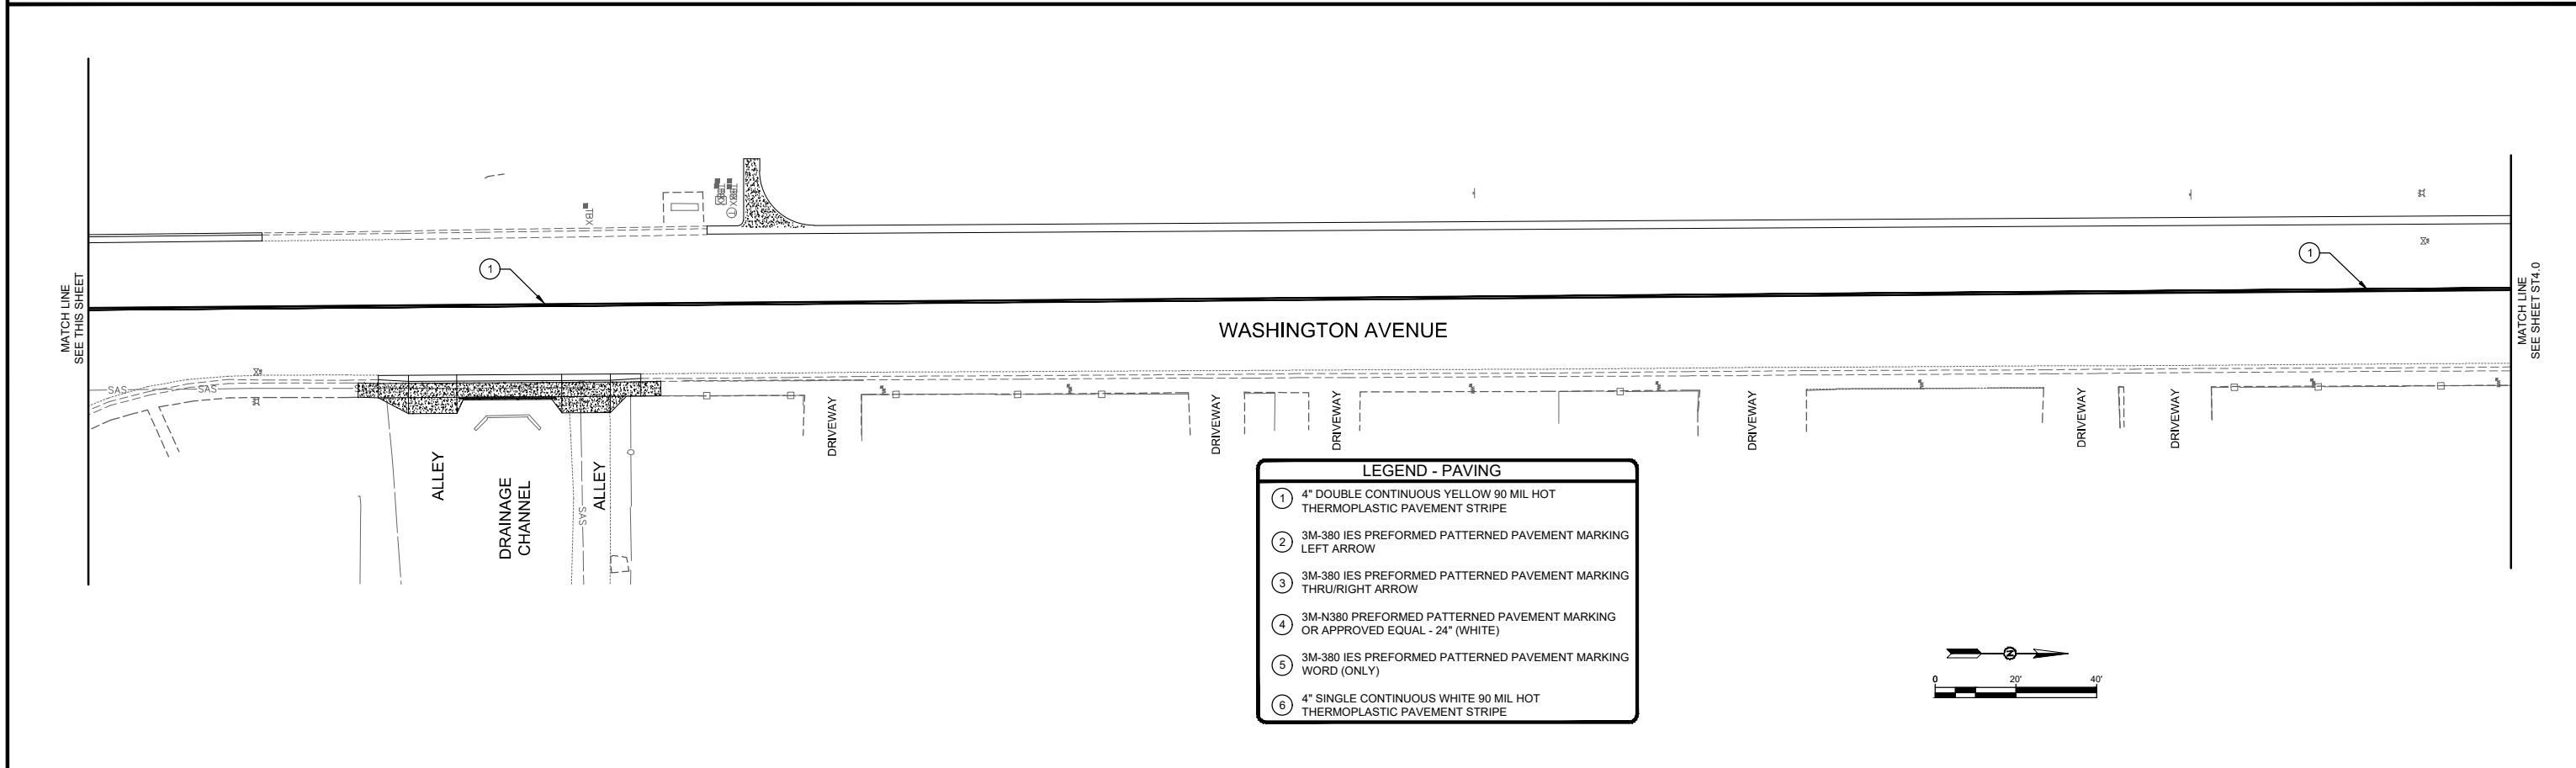 TBX
T
1
1
MATCH LINE
SEE THIS SHEET
MATCH LINE
SEE SHEET ST4.0
WASHINGTON AVENUE
SAS
SAS
ALLEY
DRAINAGE
CHANNEL
ALLEY
SAS
DRIVEWAY
DRIVEWAY
DRIVEWAY
DRIVEWAY
DRIVEWAY
DRIVEWAY
LEGEND - PAVING
1 4" DOUBLE CONTINUOUS YELLOW 90 MIL HOT
THERMOPLASTIC PAVEMENT STRIPE
2 3M-380 IES PREFORMED PATTERNED PAVEMENT MARKING
LEFT ARROW
3 3M-380 IES PREFORMED PATTERNED PAVEMENT MARKING
THRU/RIGHT ARROW
4 3M-N380 PREFORMED PATTERNED PAVEMENT MARKING
OR APPROVED EQUAL - 24" (WHITE)
5 3M-380 IES PREFORMED PATTERNED PAVEMENT MARKING
WORD (ONLY)
6 4" SINGLE CONTINUOUS WHITE 90 MIL HOT
THERMOPLASTIC PAVEMENT STRIPE
N
0 20' 40'